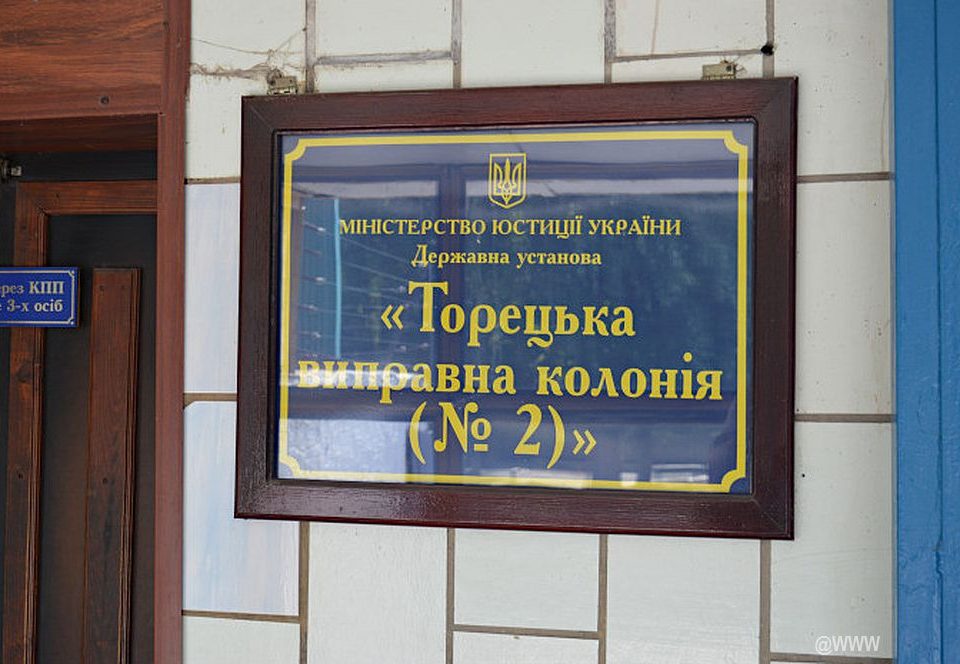 МІНІСТЕРСТВО ЮСТИЦІЇ УКРАЇНИ
Державна установа
«Торецька
виправна колонія
(№ 2)»
КПП
3-х осіб
@WWW